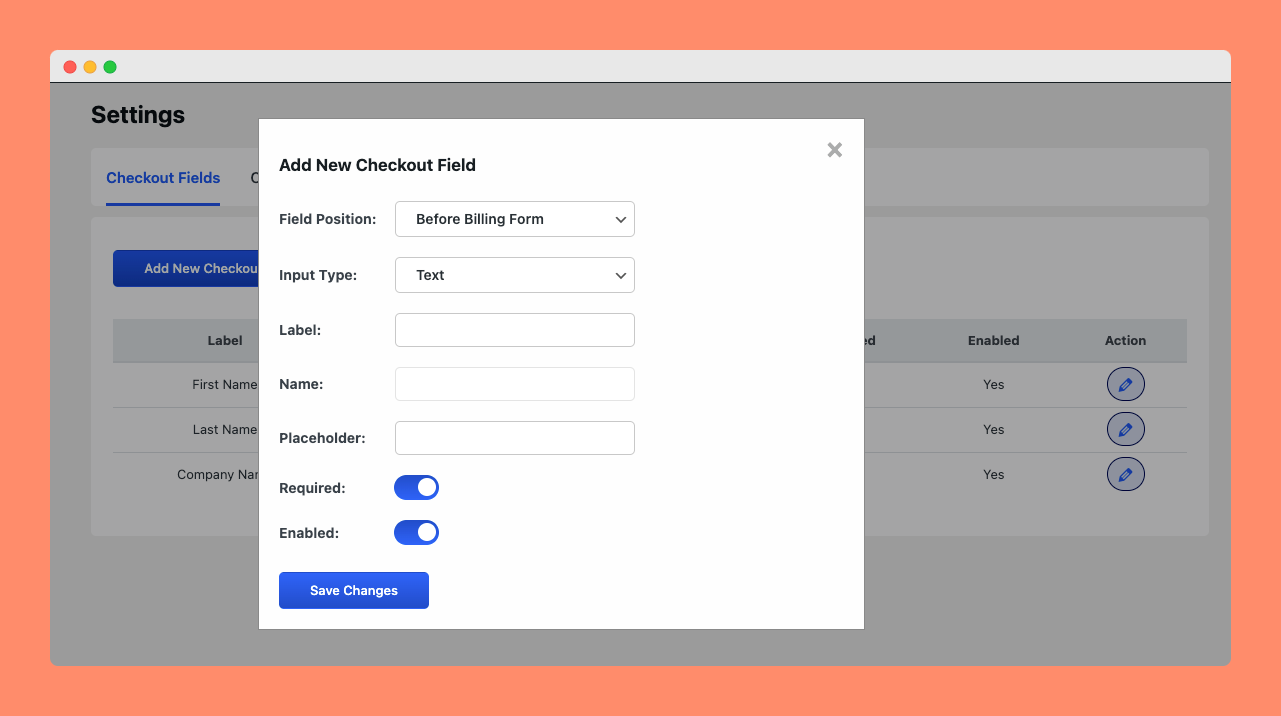 Settings
Checkout Fields
Add New Checkout Field
Field Position: Before Billing Form
Input Type: Text
Label:
Name:
Placeholder:
Required:
Enabled:
Save Changes
Add New Checkou
Label Enabled Action
First Name Yes
Last Name Yes
Company Nar Yes